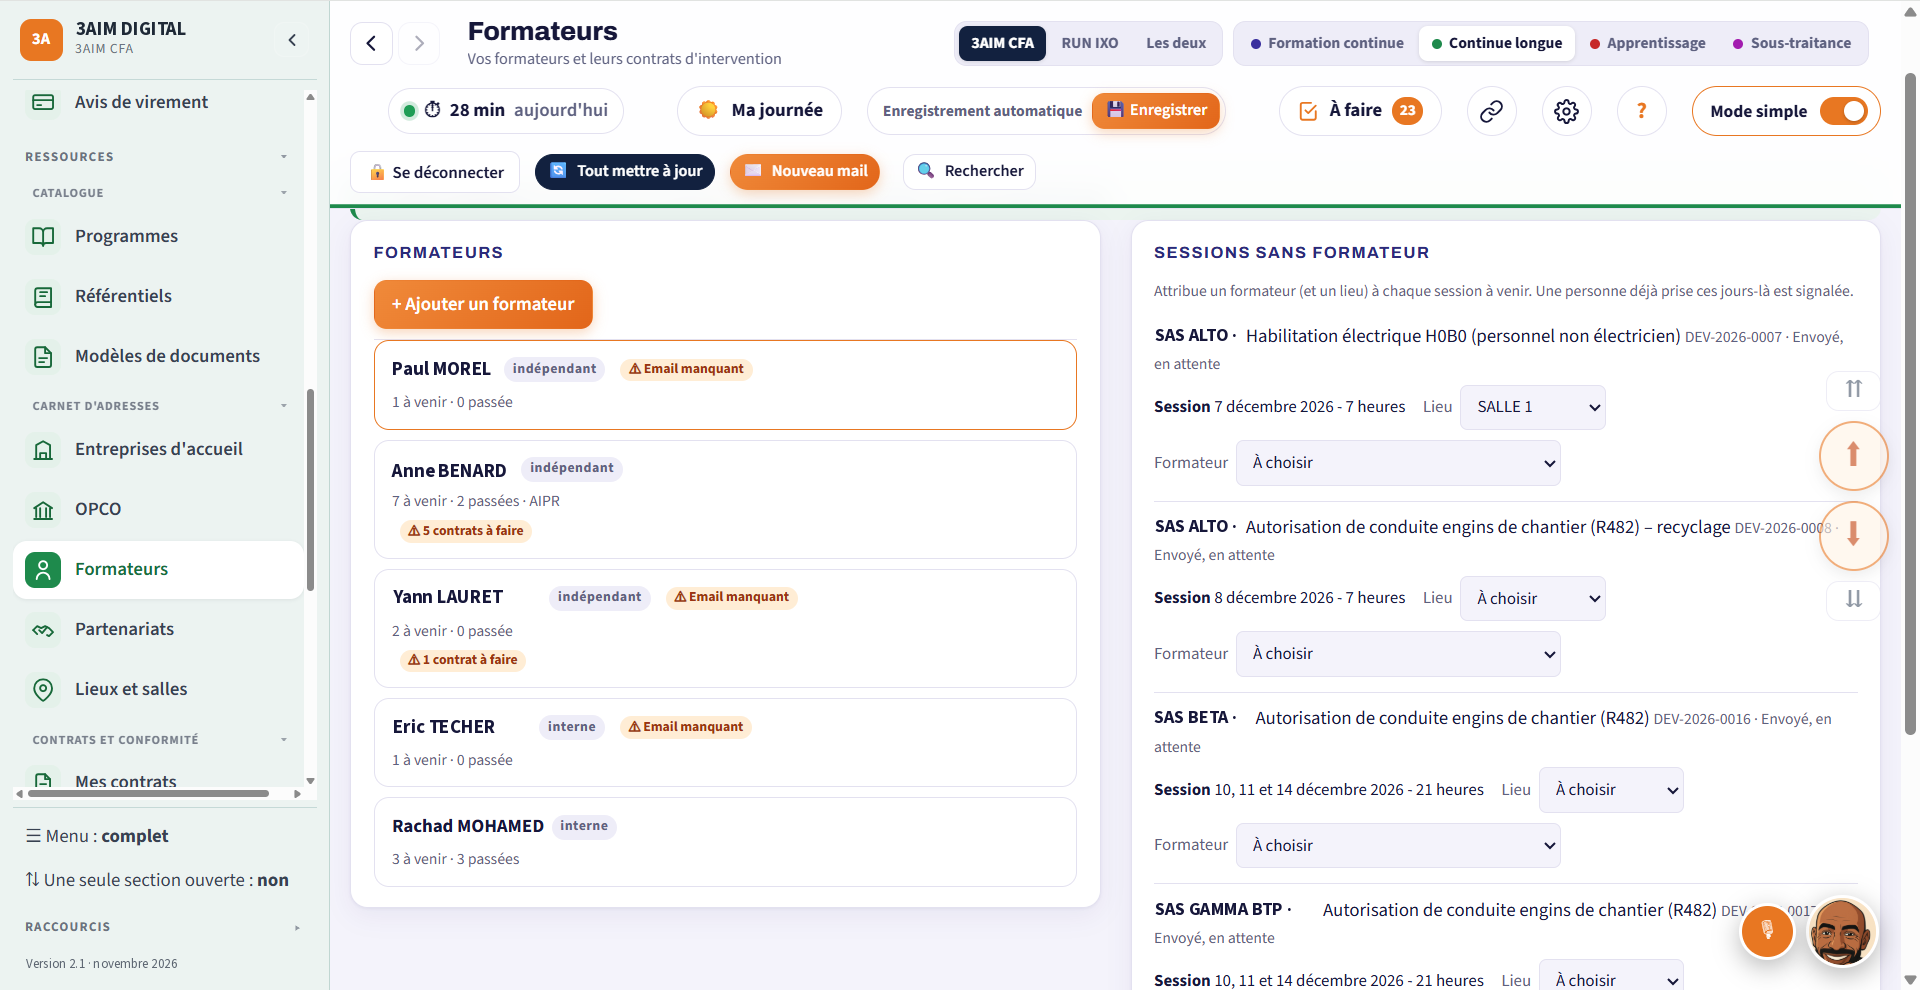 3A
3AIM DIGITAL
3AIM CFA
Avis de virement
RESSOURCES
CATALOGUE
Programmes
Référentiels
Modèles de documents
CARNET D'ADRESSES
Entreprises d'accueil
OPCO
Formateurs
Partenariats
Lieux et salles
CONTRATS ET CONFORMITÉ
Mes contrats
Menu : complet
Une seule section ouverte : non
RACCOURCIS
Version 2.1 · novembre 2026
Formateurs
Vos formateurs et leurs contrats d'intervention
3AIM CFA RUN IXO Les deux
Formation continue Continue longue Apprentissage Sous-traitance
28 min aujourd'hui
Ma journée
Enregistrement automatique Enregistrer
À faire 23
?
Mode simple
Se déconnecter
Tout mettre à jour
Nouveau mail
Rechercher
FORMATEURS
+ Ajouter un formateur
Paul MOREL indépendant ⚠ Email manquant
1 à venir · 0 passée
Anne BENARD indépendant
7 à venir · 2 passées · AIPR
⚠ 5 contrats à faire
Yann LAURET indépendant ⚠ Email manquant
2 à venir · 0 passée
⚠ 1 contrat à faire
Eric TECHER interne ⚠ Email manquant
1 à venir · 0 passée
Rachad MOHAMED interne
3 à venir · 3 passées
SESSIONS SANS FORMATEUR
Attribue un formateur (et un lieu) à chaque session à venir. Une personne déjà prise ces jours-là est signalée.
SAS ALTO · Habilitation électrique H0B0 (personnel non électricien) DEV-2026-0007 · Envoyé,
en attente
Session 7 décembre 2026 - 7 heures Lieu SALLE 1
Formateur À choisir
SAS ALTO · Autorisation de conduite engins de chantier (R482) – recyclage DEV-2026-0008 ·
Envoyé, en attente
Session 8 décembre 2026 - 7 heures Lieu À choisir
Formateur À choisir
SAS BETA · Autorisation de conduite engins de chantier (R482) DEV-2026-0016 · Envoyé, en
attente
Session 10, 11 et 14 décembre 2026 - 21 heures Lieu À choisir
Formateur À choisir
SAS GAMMA BTP · Autorisation de conduite engins de chantier (R482)
Envoyé, en attente
Session 10, 11 et 14 décembre 2026 - 21 heures Lieu À choisir